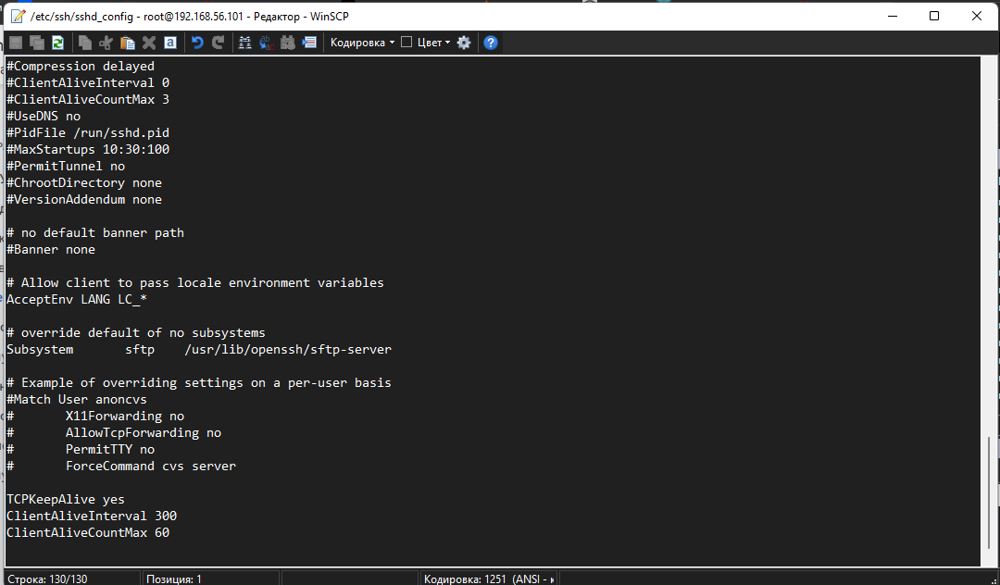 /etc/ssh/sshd_config - root@192.168.56.101 - Редактор - WinSCP
Кодировка Цвет
#Compression delayed
#ClientAliveInterval 0
#ClientAliveCountMax 3
#UseDNS no
#PidFile /run/sshd.pid
#MaxStartups 10:30:100
#PermitTunnel no
#ChrootDirectory none
#VersionAddendum none
# no default banner path
#Banner none
# Allow client to pass locale environment variables
AcceptEnv LANG LC_*
# override default of no subsystems
Subsystem sftp /usr/lib/openssh/sftp-server
# Example of overriding settings on a per-user basis
#Match User anoncvs
# X11Forwarding no
# AllowTcpForwarding no
# PermitTTY no
# ForceCommand cvs server
TCPKeepAlive yes
ClientAliveInterval 300
ClientAliveCountMax 60
Строка: 130/130 Позиция: 1 Кодировка: 1251 (ANSI - к